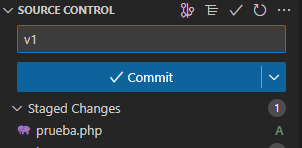 SOURCE CONTROL
v1
Commit
Staged Changes 1
prueba.php A